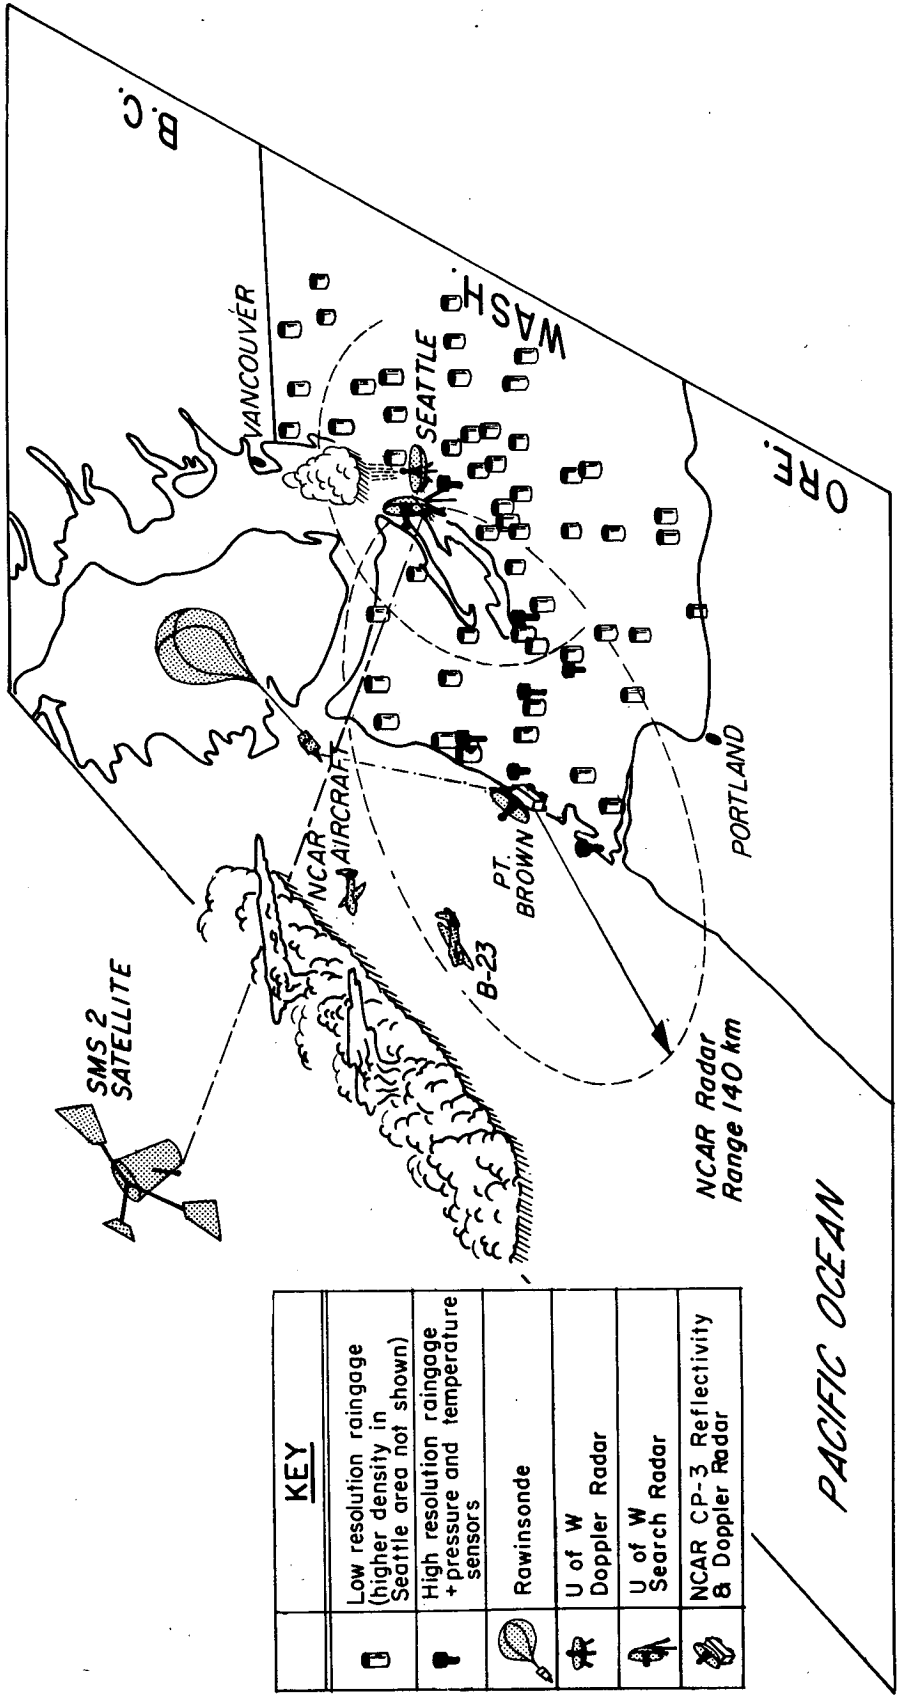 SMS 2
SATELLITE
B.C.
VANCOUVER
NCAR
AIRCRAFT
SEATTLE
WASH.
B-23
PT.
BROWN
NCAR Radar
Range 140 km
PORTLAND
ORE.
PACIFIC OCEAN
KEY
Low resolution raingage
(higher density in
Seattle area not shown)
High resolution raingage
+pressure and temperature
sensors
Rawinsonde
U of W
Doppler Radar
U of W
Search Radar
NCAR CP-3 Reflectivity
& Doppler Radar